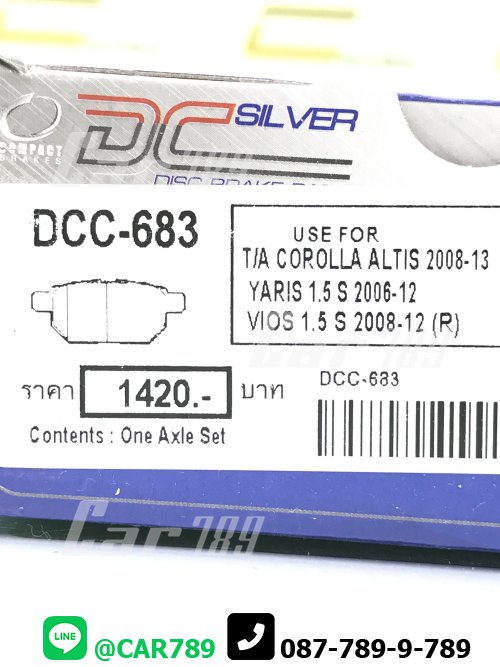 DC SILVER
COMPACT
BRAKES
DISC BRAKE
DCC-683
USE FOR
T/A COROLLA ALTIS 2008-13
YARIS 1.5 S 2006-12
VIOS 1.5 S 2008-12 (R)
ราคา 1420.- บาท
DCC-683
Contents : One Axle Set
Car789
Car789
LINE @CAR789 087-789-9-789